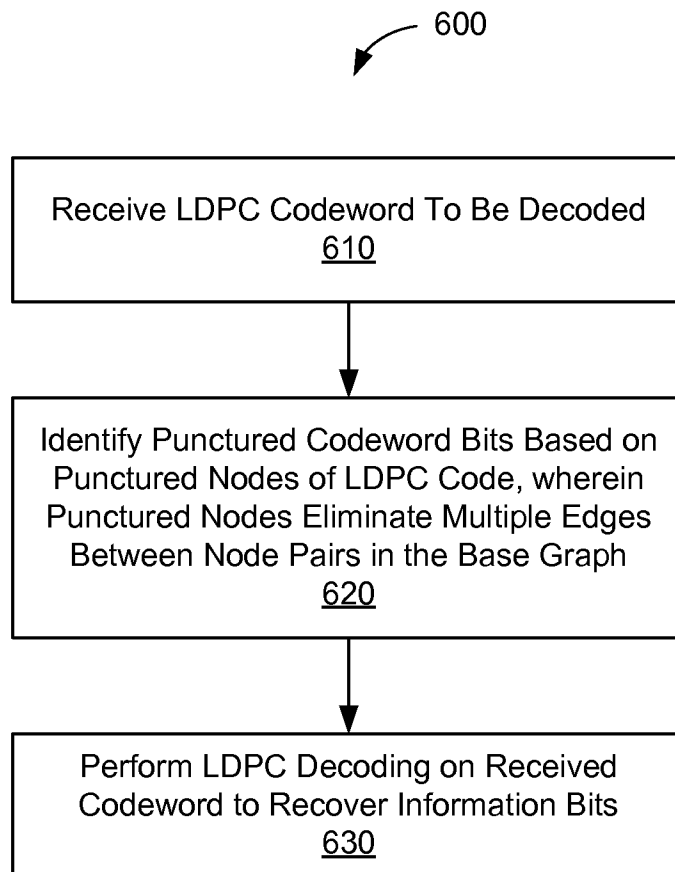 600
Receive LDPC Codeword To Be Decoded
610
Identify Punctured Codeword Bits Based on
Punctured Nodes of LDPC Code, wherein
Punctured Nodes Eliminate Multiple Edges
Between Node Pairs in the Base Graph
620
Perform LDPC Decoding on Received
Codeword to Recover Information Bits
630